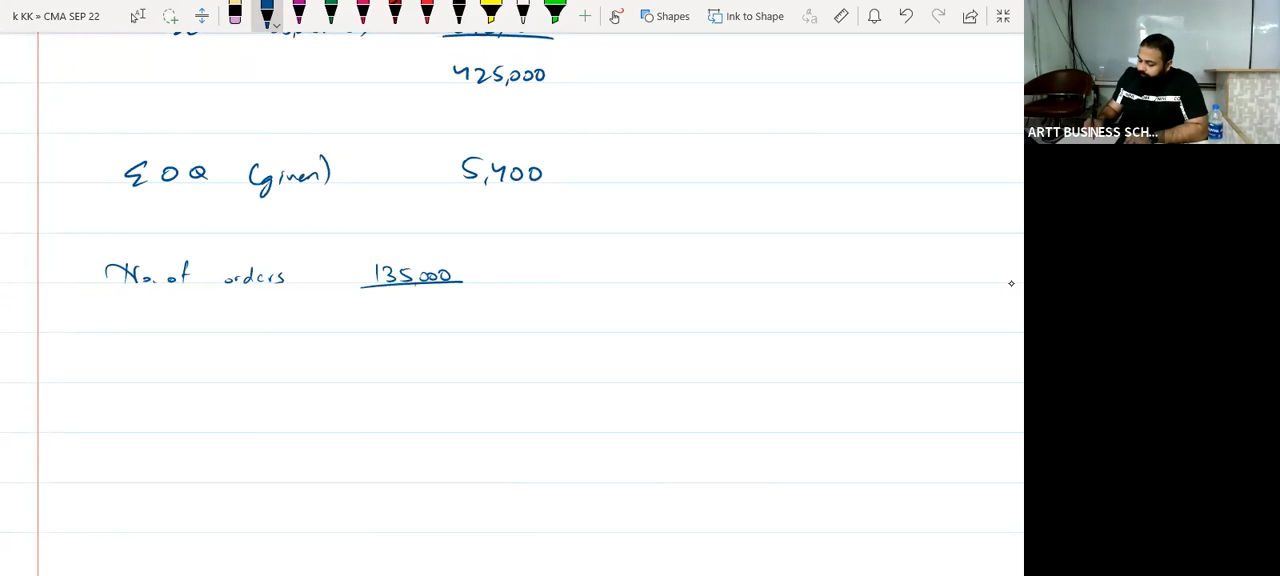 k KK » CMA SEP 22
Shapes
Ink to Shape
425,000
EOQ (given) 5,400
No. of orders 135,000
ARTT BUSINESS SCH...